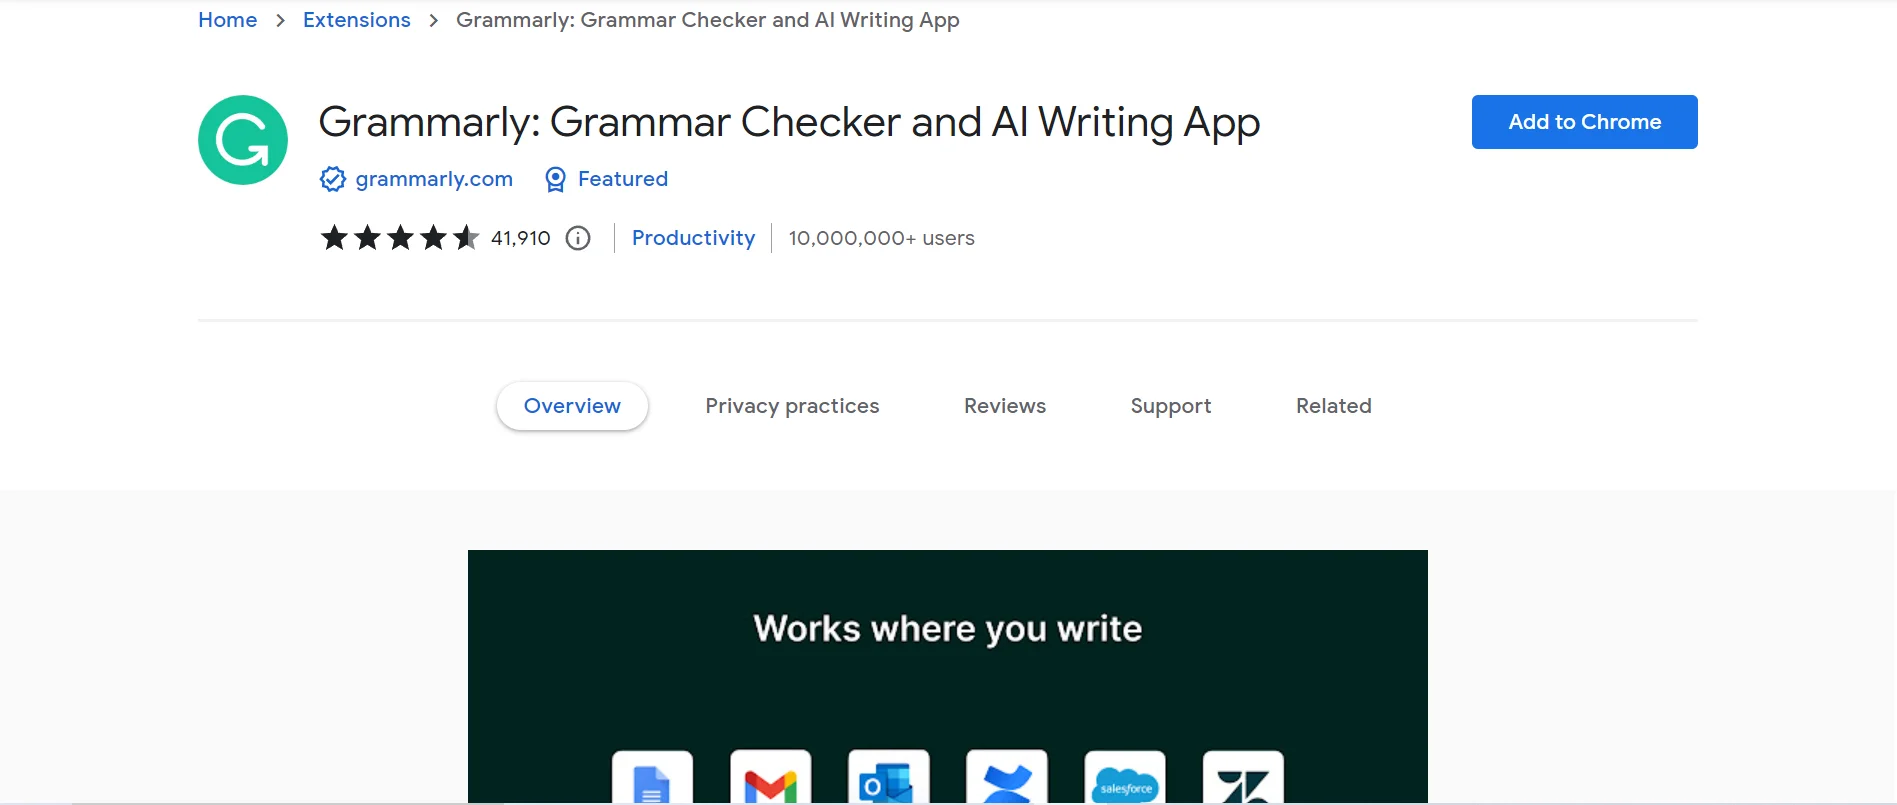 Home > Extensions > Grammarly: Grammar Checker and AI Writing App
Grammarly: Grammar Checker and AI Writing App
Add to Chrome
grammarly.com Featured
41,910 Productivity 10,000,000+ users
Overview Privacy practices Reviews Support Related
Works where you write
salesforce